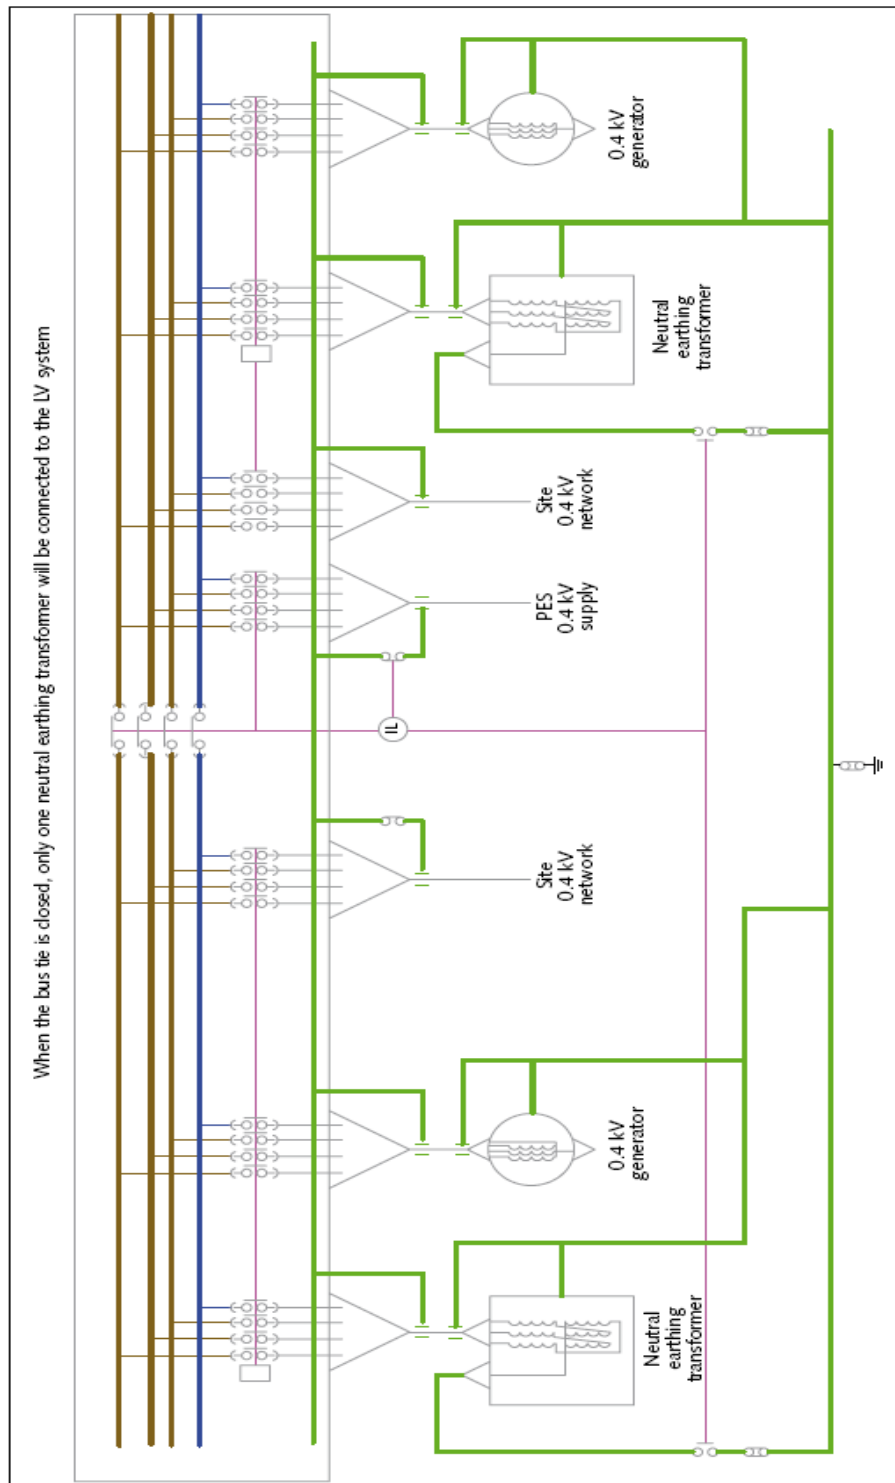 When the bus tie is closed, only one neutral earthing transformer will be connected to the LV system
Neutral
earthing
transformer
0.4 kV
generator
Site
0.4 kV
network
IL
PES
0.4 kV
supply
Site
0.4 kV
network
Neutral
earthing
transformer
0.4 kV
generator